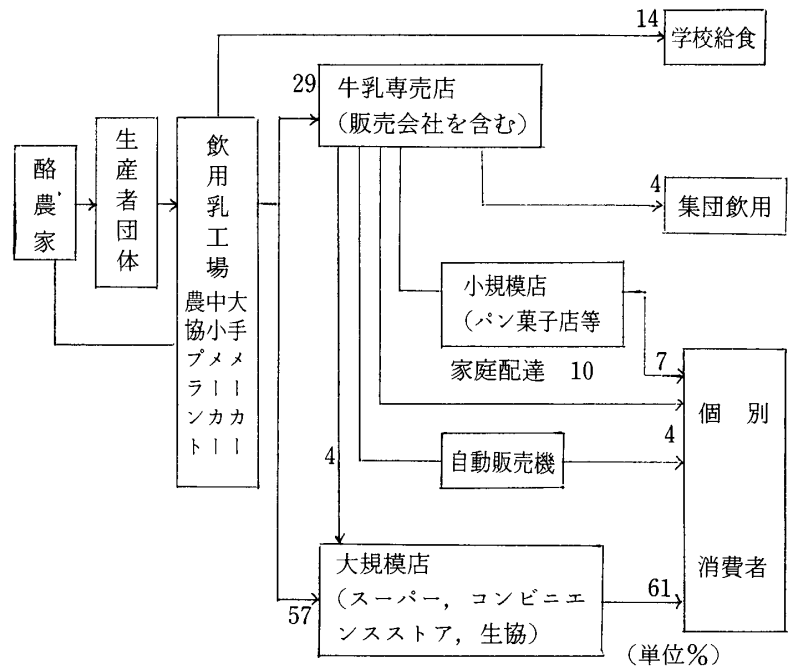 14
学校給食
29
牛乳専売店
(販売会社を含む)
酪農家
生産者団体
飲用乳工場
大手メーカー
中小メーカー
農協プラント
4
集団飲用
小規模店
(パン菓子店等
家庭配達 10
7
個 別
消費者
4
自動販売機
4
大規模店
(スーパー，コンビニエ
ンスストア，生協)
57
61
(単位%)